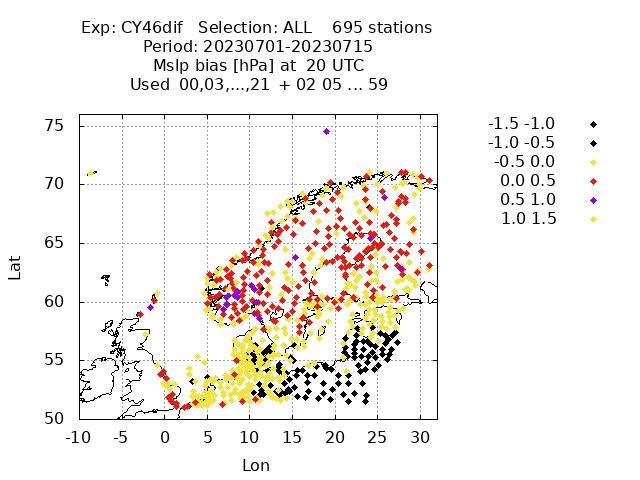 Exp: CY46dif   Selection: ALL    695 stations
Period: 20230701-20230715
Mslp bias [hPa] at  20 UTC
Used  00,03,...,21  + 02 05 ... 59
75
70
65
60
55
50
Lat
-10 -5 0 5 10 15 20 25 30
Lon
-1.5 -1.0
-1.0 -0.5
-0.5 0.0
0.0 0.5
0.5 1.0
1.0 1.5